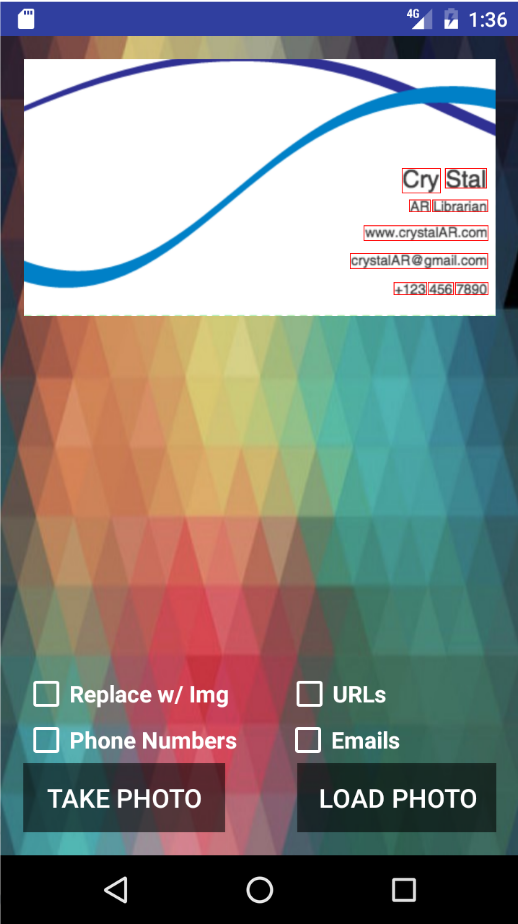 4G 1:36
Cry Stal
AR Librarian
www.crystalAR.com
crystalAR@gmail.com
+123 456 7890
Replace w/ Img URLs
Phone Numbers Emails
TAKE PHOTO LOAD PHOTO